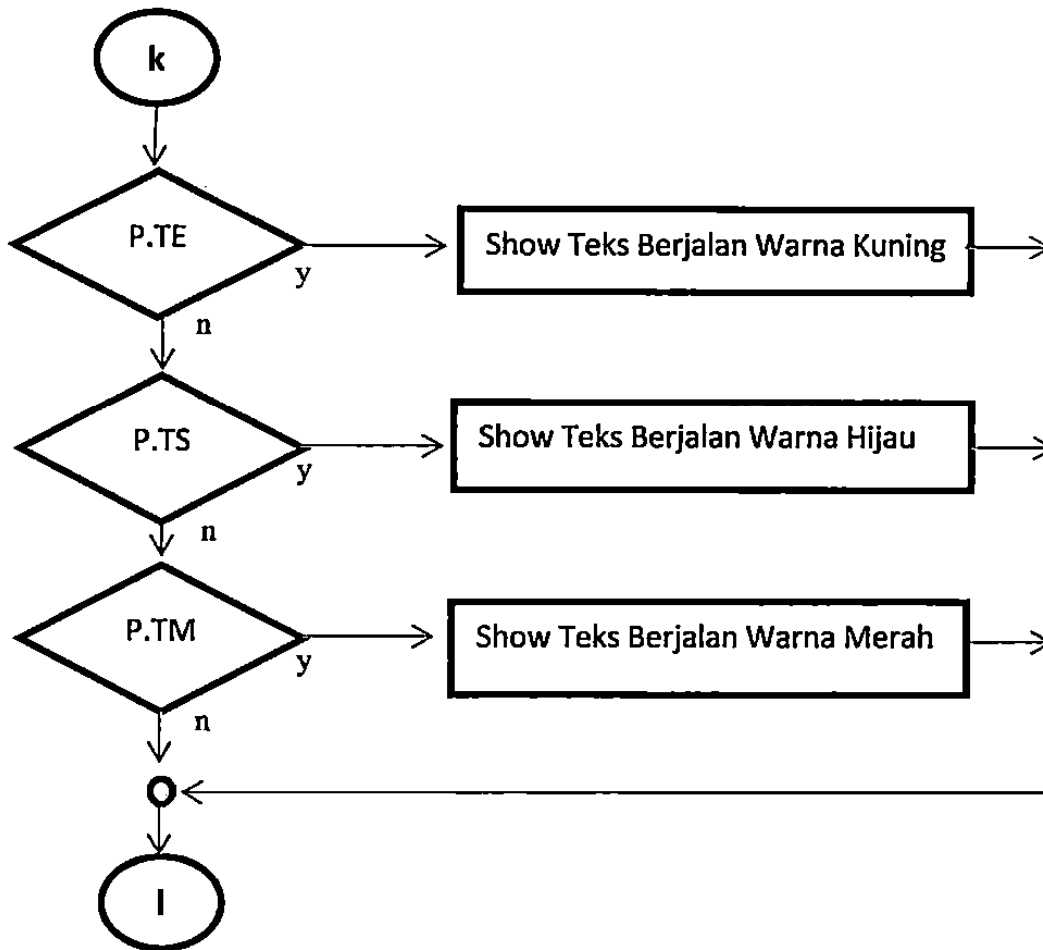 k
P.TE
y
Show Teks Berjalan Warna Kuning
n
P.TS
y
Show Teks Berjalan Warna Hijau
n
P.TM
y
Show Teks Berjalan Warna Merah
n
l